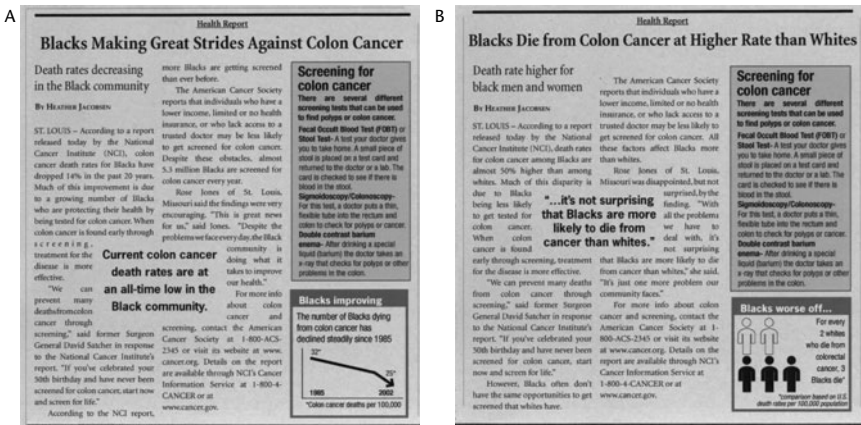 A
Health Report
Blacks Making Great Strides Against Colon Cancer
Death rates decreasing
in the Black community
BY HEATHER JACOBSEN
ST. LOUIS – According to a report
released today by the National
Cancer Institute (NCI), colon
cancer death rates for Blacks have
dropped 14% in the past 20 years.
Much of this improvement is due
to a growing number of Blacks
who are protecting their health by
being tested for colon cancer. When
colon cancer is found early through
screening,
treatment for the
disease is more
effective.
"We can
prevent many
deaths from colon
cancer through
screening," said former Surgeon
General David Satcher in response
to the National Cancer Institute's
report. "If you've celebrated your
50th birthday and have never been
screened for colon cancer, start now
and screen for life."
According to the NCI report,
more Blacks are getting screened
than ever before.
The American Cancer Society
reports that individuals who have a
lower income, limited or no health
insurance, or who lack access to a
trusted doctor may be less likely
to get screened for colon cancer.
Despite these obstacles, almost
5.3 million Blacks are screened for
colon cancer every year.
Rose Jones of St. Louis,
Missouri said the findings were very
encouraging. "This is great news
for us," said Jones. "Despite the
problems we face every day, the Black
community is
doing what it
takes to improve
our health."
For more info
about colon
cancer and
screening, contact the American
Cancer Society at 1-800-ACS-
2345 or visit its website at www.
cancer.org. Details on the report
are available through NCI's Cancer
Information Service at 1-800-4-
CANCER or at
www.cancer.gov.
Current colon cancer
death rates are at
an all-time low in the
Black community.
Screening for
colon cancer
There are several different
screening tests that can be used
to find polyps or colon cancer.
Fecal Occult Blood Test (FOBT) or
Stool Test- A test your doctor gives
you to take home. A small piece of
stool is placed on a test card and
returned to the doctor or a lab. The
card is checked to see if there is
blood in the stool.
Sigmoidoscopy/Colonoscopy-
For this test, a doctor puts a thin,
flexible tube into the rectum and
colon to check for polyps or cancer.
Double contrast barium
enema- After drinking a special
liquid (barium) the doctor takes an
x-ray that checks for polyps or other
problems in the colon.
Blacks improving
The number of Blacks dying
from colon cancer has
declined steadily since 1985
32*
25*
1985 2002
*Colon cancer deaths per 100,000
B
Health Report
Blacks Die from Colon Cancer at Higher Rate than Whites
Death rate higher for
black men and women
BY HEATHER JACOBSEN
ST. LOUIS – According to a report
released today by the National
Cancer Institute (NCI), death rates
for colon cancer among Blacks are
almost 50% higher than among
whites. Much of this disparity is
due to Blacks
being less likely
to get tested for
colon cancer.
When colon
cancer is found
early through screening, treatment
for the disease is more effective.
"We can prevent many deaths
from colon cancer through
screening," said former Surgeon
General David Satcher in response
to the National Cancer Institute's
report. "If you've celebrated your
50th birthday and have never been
screened for colon cancer, start
now and screen for life."
However, Blacks often don't
have the same opportunities to get
screened that whites have.
The American Cancer Society
reports that individuals who have a
lower income, limited or no health
insurance, or who lack access to a
trusted doctor may be less likely to
get screened for colon cancer. All
these factors affect Blacks more
than whites.
Rose Jones of St. Louis,
Missouri was disappointed, but not
surprised, by the
finding. "With
all the problems
we have to
deal with, it's
not surprising
that Blacks are more likely to die
from cancer than whites," she said.
"It's just one more problem our
community faces."
For more info about colon
cancer and screening, contact the
American Cancer Society at 1-
800-ACS-2345 or visit its website
at www.cancer.org. Details on the
report are available through NCI's
Cancer Information Service at
1-800-4-CANCER or at
www.cancer.gov.
"...it's not surprising
that Blacks are more
likely to die from
cancer than whites."
Screening for
colon cancer
There are several different
screening tests that can be used
to find polyps or colon cancer.
Fecal Occult Blood Test (FOBT) or
Stool Test- A test your doctor gives
you to take home. A small piece of
stool is placed on a test card and
returned to the doctor or a lab. The
card is checked to see if there is
blood in the stool.
Sigmoidoscopy/Colonoscopy-
For this test, a doctor puts a thin,
flexible tube into the rectum and
colon to check for polyps or cancer.
Double contrast barium
enema- After drinking a special
liquid (barium) the doctor takes an
x-ray that checks for polyps or other
problems in the colon.
Blacks worse off...
For every
2 whites
who die from
colorectal
cancer, 3
Blacks die*
*comparison based on U.S.
death rates per 100,000 population